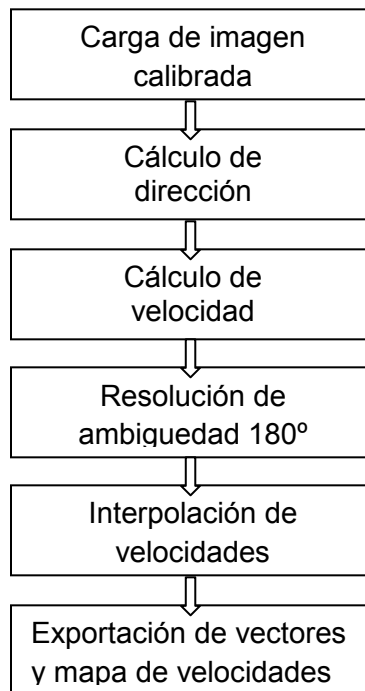 Carga de imagen
calibrada
Cálculo de
dirección
Cálculo de
velocidad
Resolución de
ambiguedad 180º
Interpolación de
velocidades
Exportación de vectores
y mapa de velocidades